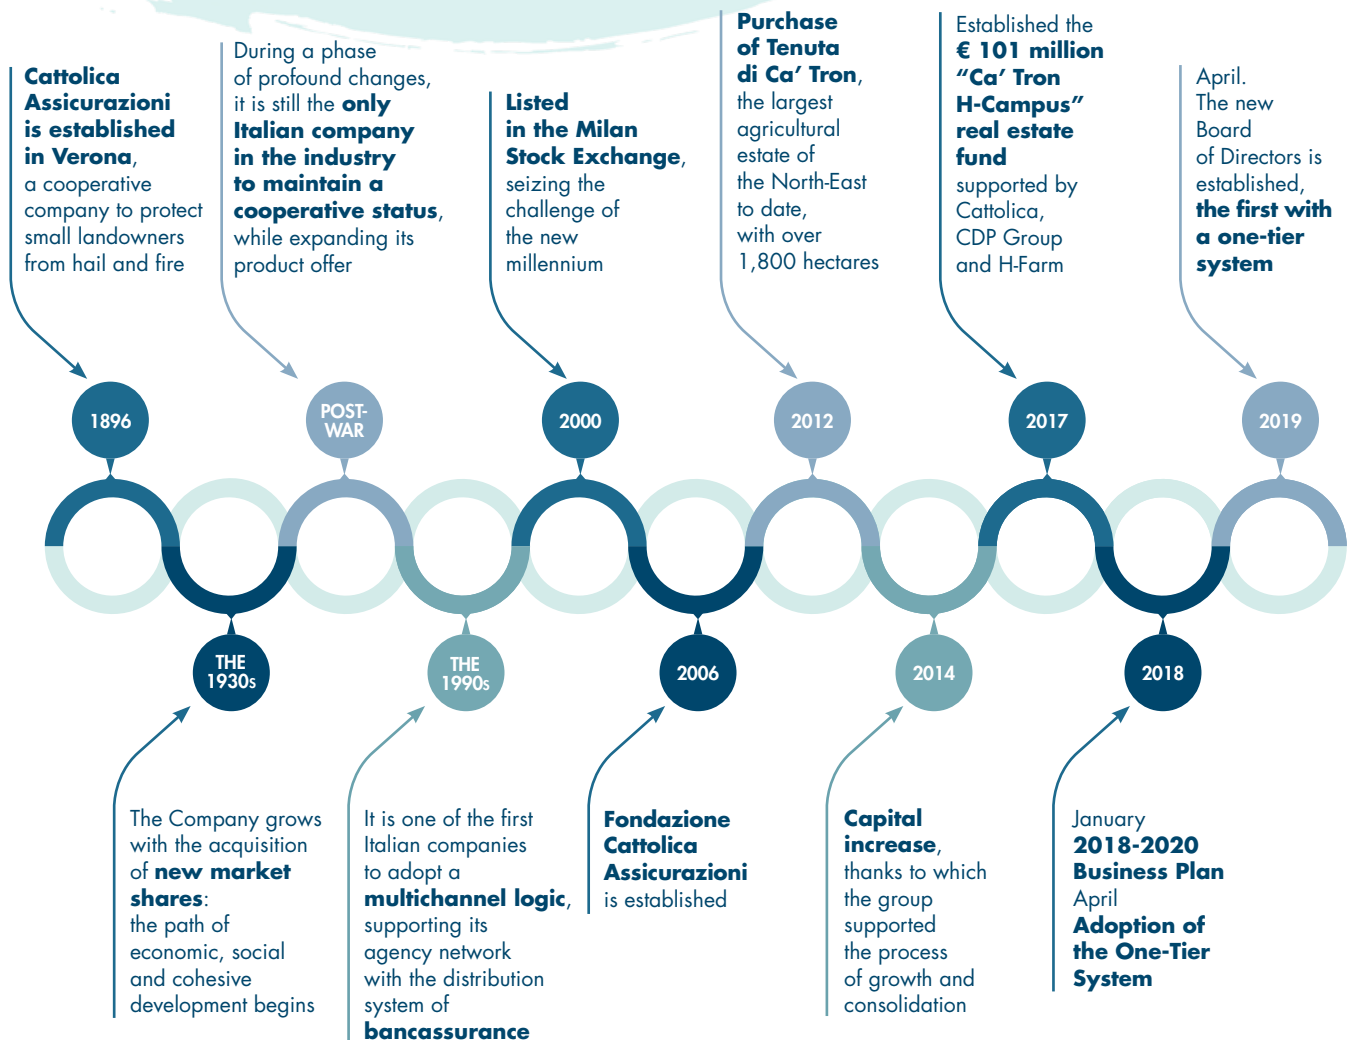 Cattolica
Assicurazioni
is established
in Verona,
a cooperative
company to protect
small landowners
from hail and fire
During a phase
of profound changes,
it is still the only
Italian company
in the industry
to maintain a
cooperative status,
while expanding its
product offer
Listed
in the Milan
Stock Exchange,
seizing the
challenge of
the new
millennium
Purchase
of Tenuta
di Ca’ Tron,
the largest
agricultural
estate of
the North-East
to date,
with over
1,800 hectares
Established the
€ 101 million
“Ca’ Tron
H-Campus”
real estate
fund
supported by
Cattolica,
CDP Group
and H-Farm
April.
The new
Board
of Directors is
established,
the first with
a one-tier
system
1896
POST-
WAR
2000
2012
2017
2019
THE
1930s
THE
1990s
2006
2014
2018
The Company grows
with the acquisition
of new market
shares:
the path of
economic, social
and cohesive
development begins
It is one of the first
Italian companies
to adopt a
multichannel logic,
supporting its
agency network
with the distribution
system of
bancassurance
Fondazione
Cattolica
Assicurazioni
is established
Capital
increase,
thanks to which
the group
supported
the process
of growth and
consolidation
January
2018-2020
Business Plan
April
Adoption of
the One-Tier
System